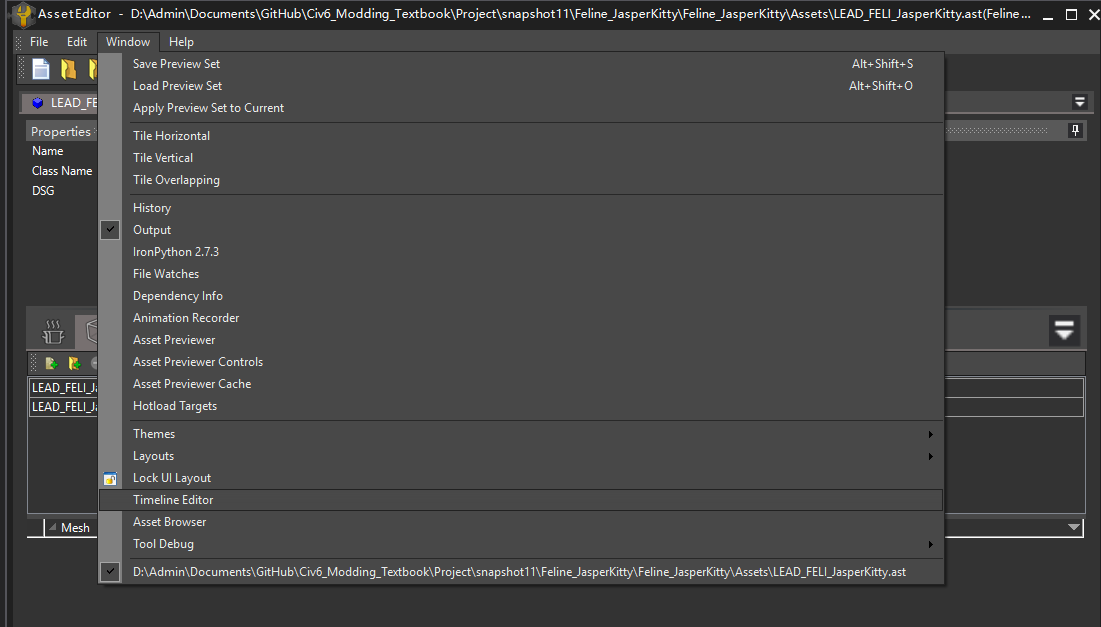 AssetEditor - D:\Admin\Documents\GitHub\Civ6_Modding_Textbook\Project\snapshot11\Feline_JasperKitty\Feline_JasperKitty\Assets\LEAD_FELI_JasperKitty.ast(Feline ...
File Edit Window Help
Save Preview Set Alt+Shift+S
Load Preview Set Alt+Shift+O
Apply Preview Set to Current
LEAD_FE
Properties
Tile Horizontal
Name
Tile Vertical
Class Name
Tile Overlapping
DSG
History
Output
IronPython 2.7.3
File Watches
Dependency Info
Animation Recorder
Asset Previewer
Asset Previewer Controls
Asset Previewer Cache
LEAD_FELI_Ja
Hotload Targets
LEAD_FELI_Ja
Themes
Layouts
Lock UI Layout
Timeline Editor
Asset Browser
Mesh
Tool Debug
D:\Admin\Documents\GitHub\Civ6_Modding_Textbook\Project\snapshot11\Feline_JasperKitty\Feline_JasperKitty\Assets\LEAD_FELI_JasperKitty.ast